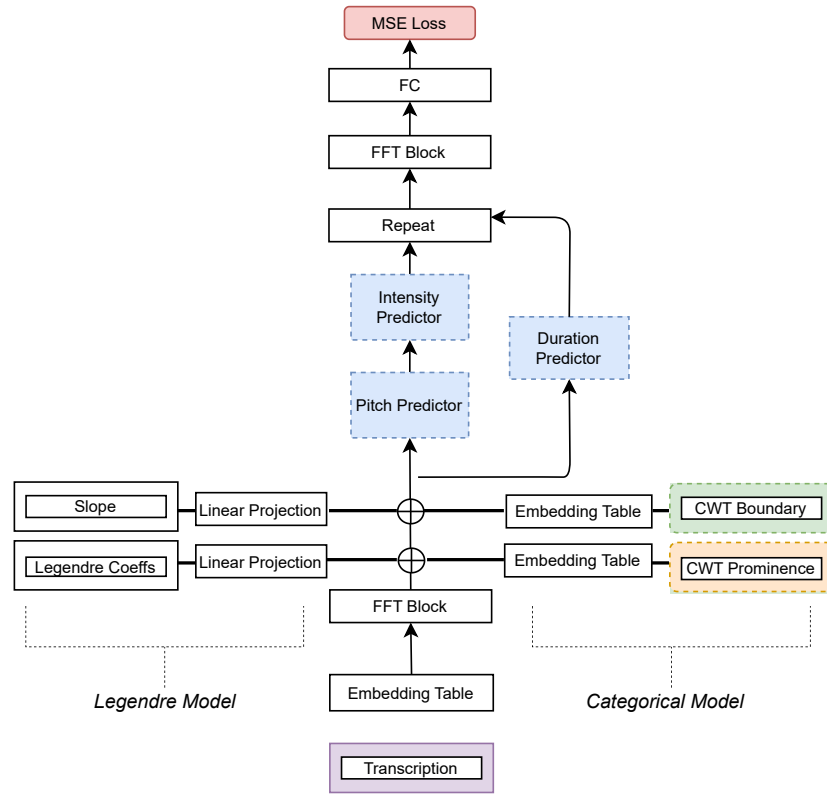 MSE Loss
FC
FFT Block
Repeat
Intensity
Predictor
Duration
Predictor
Pitch Predictor
Slope
Linear Projection
Embedding Table
CWT Boundary
Legendre Coeffs
Linear Projection
Embedding Table
CWT Prominence
FFT Block
Legendre Model
Embedding Table
Categorical Model
Transcription